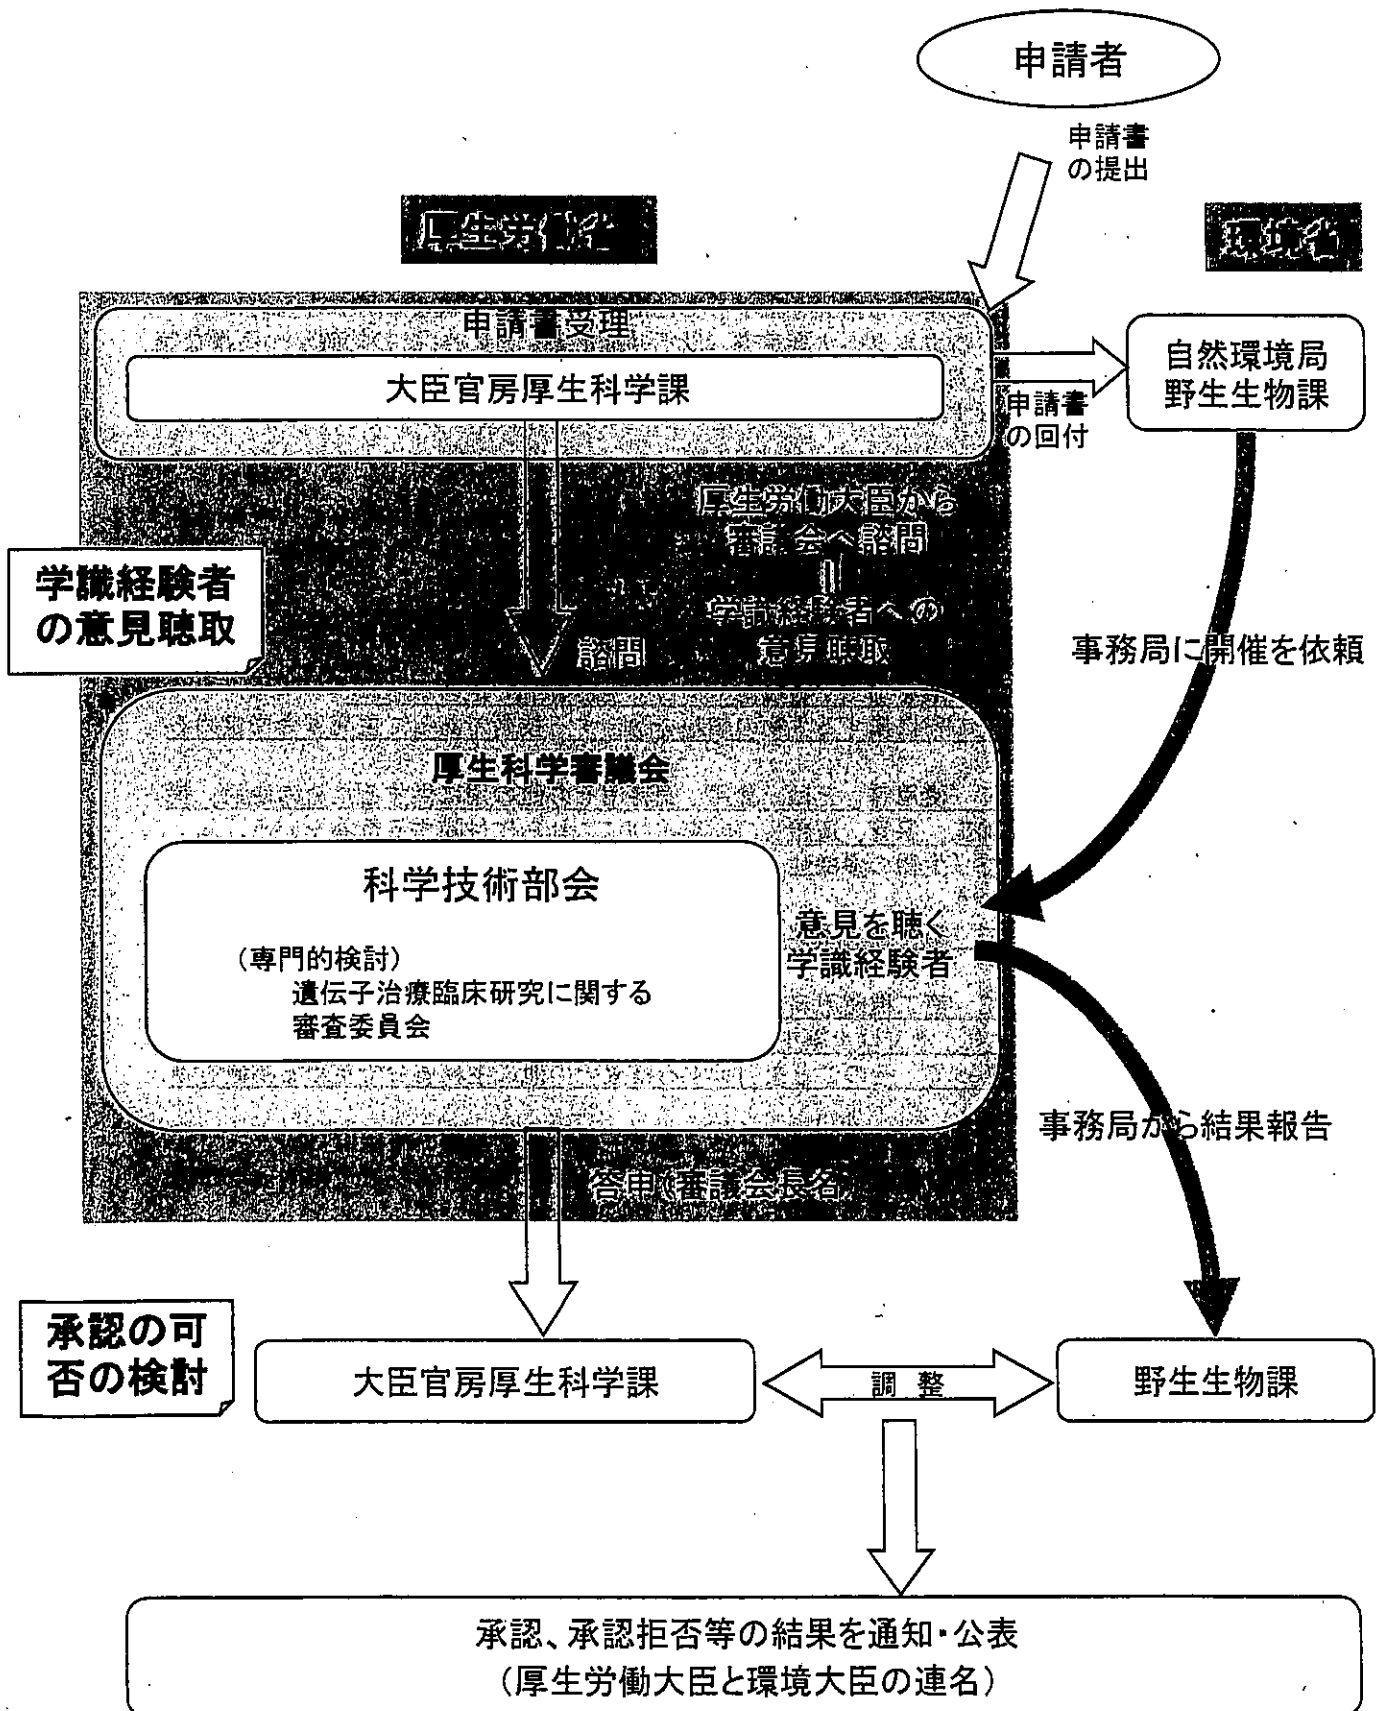 申請者
申請書
の提出
厚生労働省
環境省
申請書受理
大臣官房厚生科学課
自然環境局
野生生物課
申請書
の回付
厚生労働大臣から
審議会へ諮問
||
学識経験者への
意見聴取
学識経験者
の意見聴取
諮問
事務局に開催を依頼
厚生科学審議会
科学技術部会
(専門的検討)
遺伝子治療臨床研究に関する
審査委員会
意見を聴く
学識経験者
事務局から結果報告
答申(審議会長名)
承認の可
否の検討
大臣官房厚生科学課
調 整
野生生物課
承認、承認拒否等の結果を通知・公表
(厚生労働大臣と環境大臣の連名)